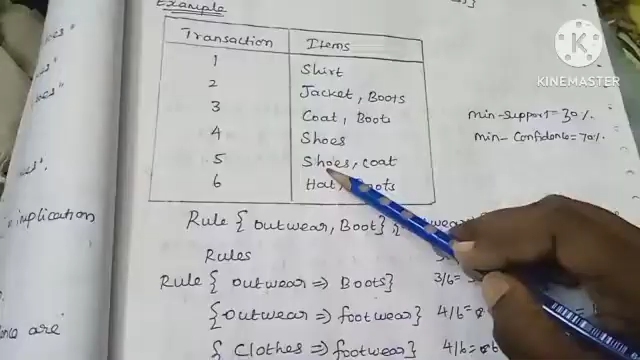 Example
Transaction Items
1 Shirt
2 Jacket, Boots
3 Coat, Boots
4 Shoes
5 Shoes, coat
6 Hat, Boots
KINEMASTER
min-support = 30%
min-Confidence = 70%
Rule { outwear, Boot}, {
Rules
Rule { outwear => Boots} 3/6=
{outwear => footwear} 4/6=
{ Clothes => footwear} 4/6=
implication
are